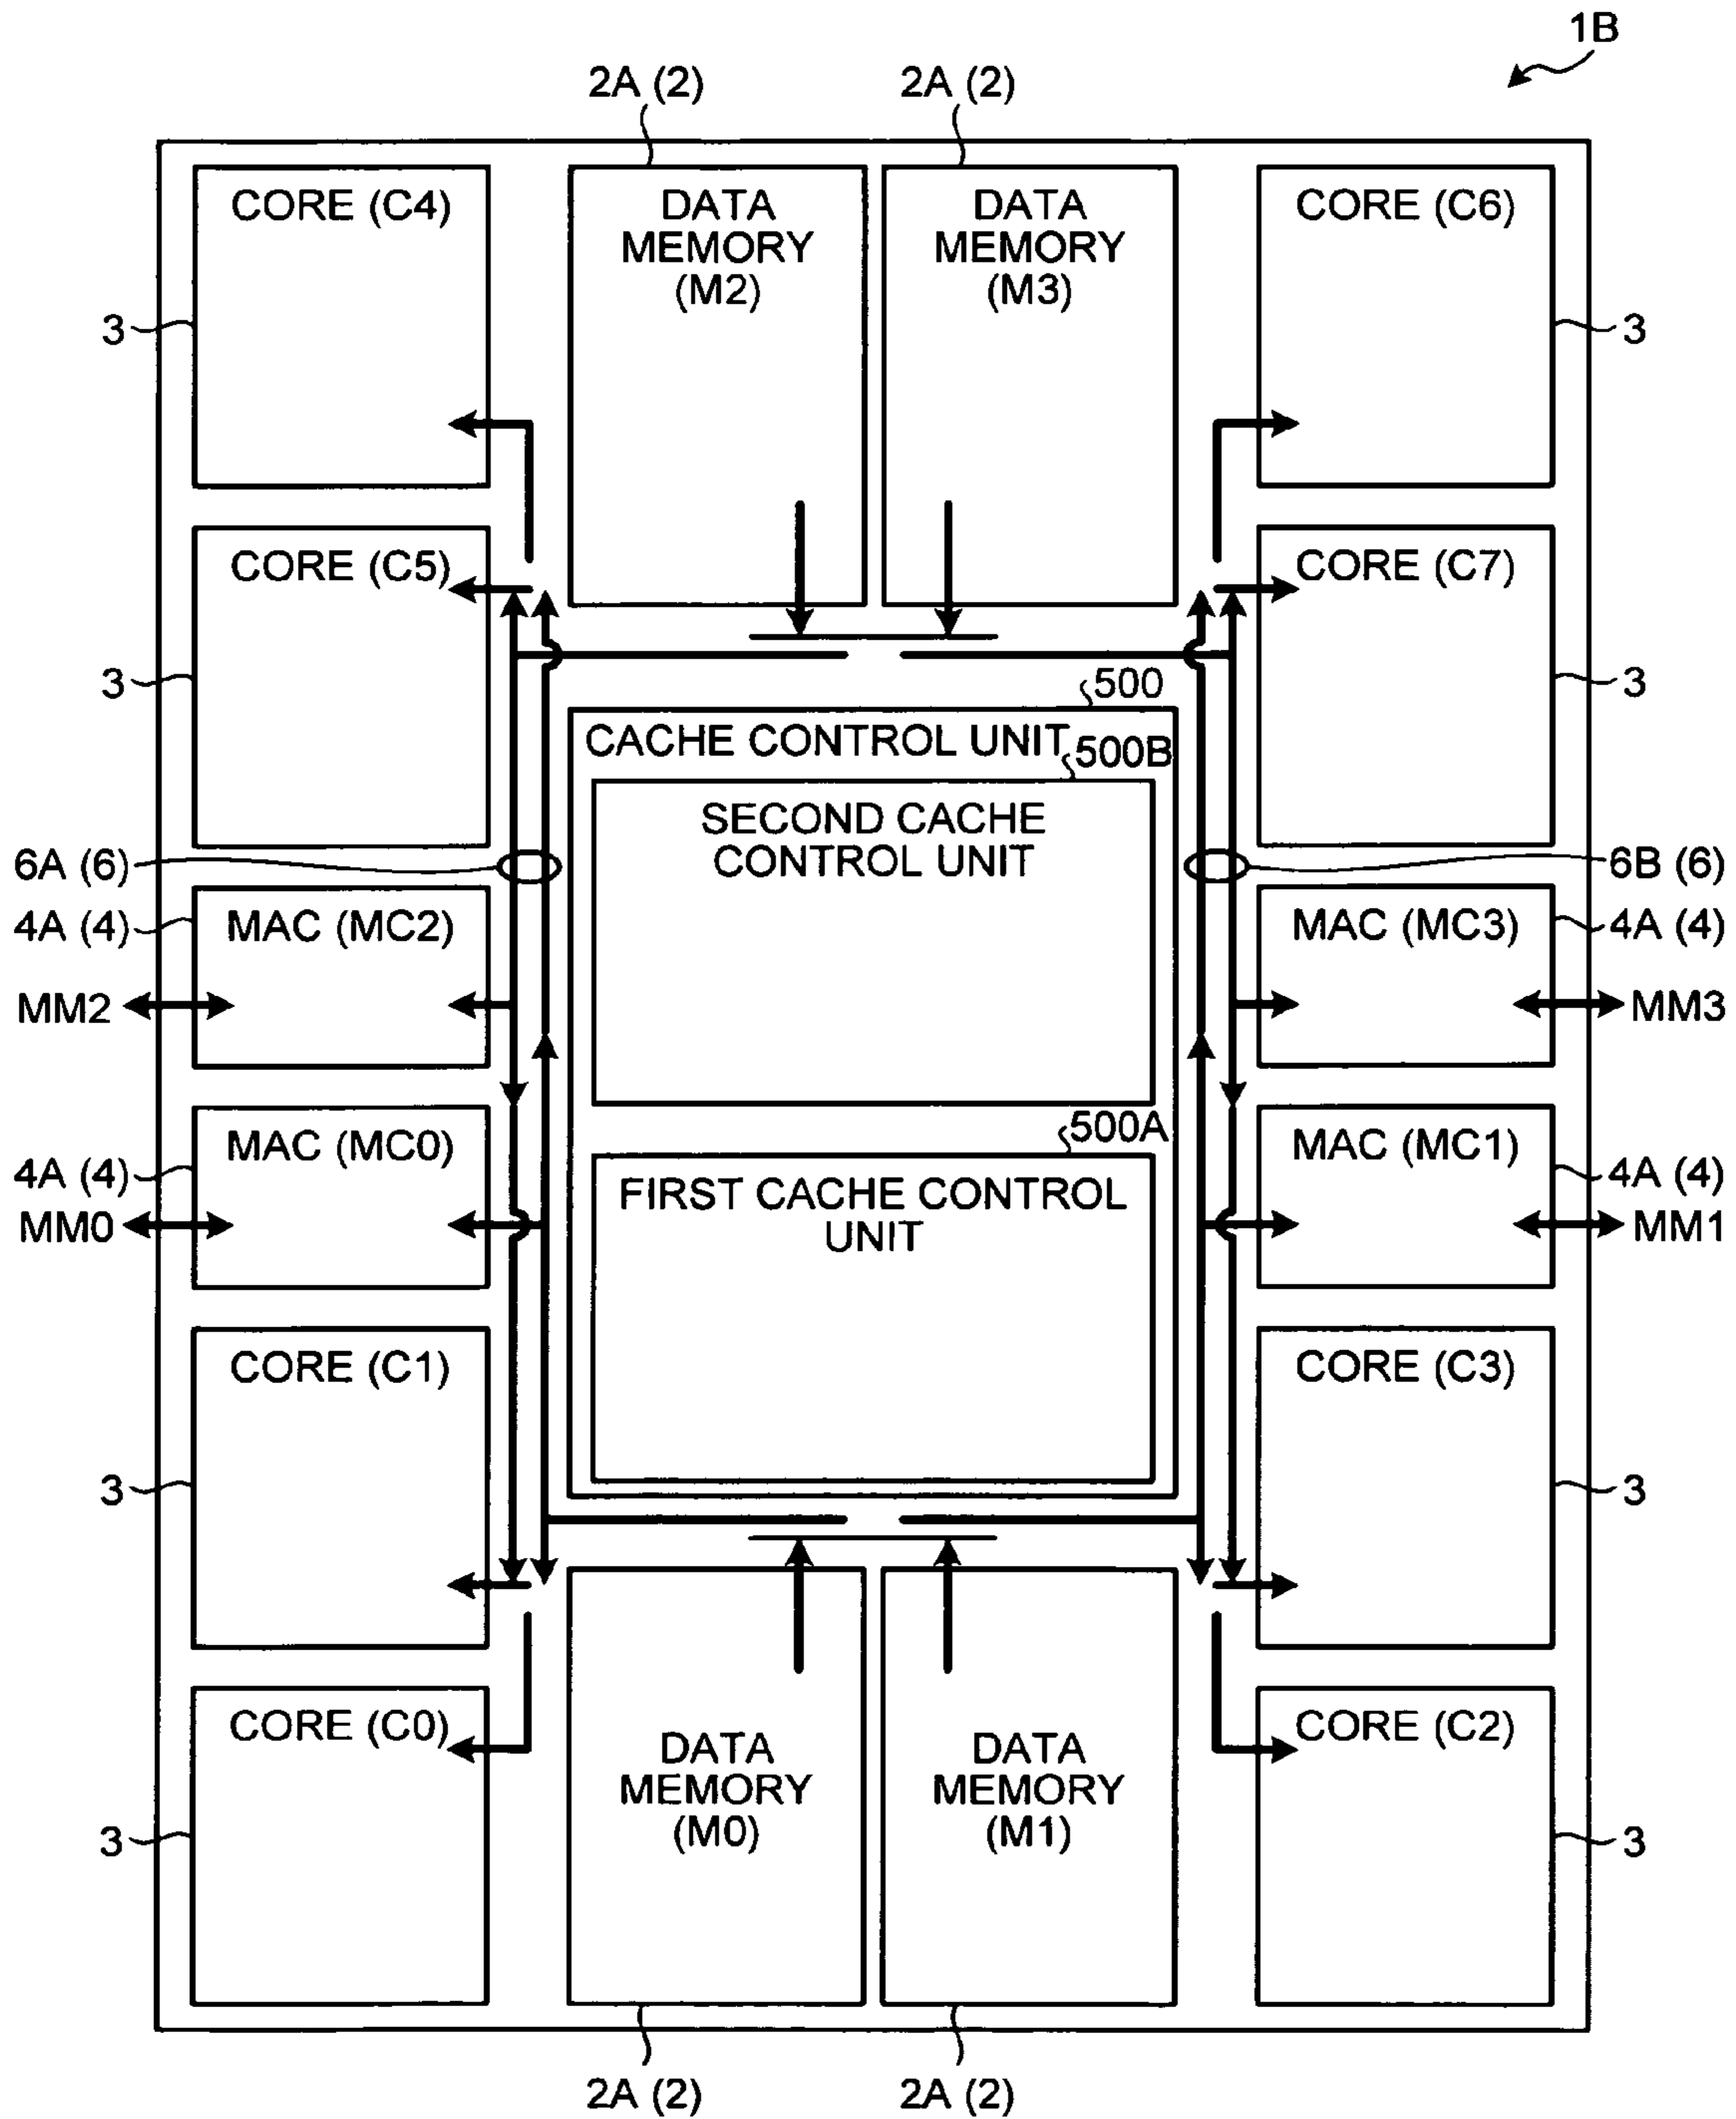 1B
2A (2)
2A (2)
CORE (C4)
DATA
MEMORY
(M2)
DATA
MEMORY
(M3)
CORE (C6)
3
3
CORE (C5)
CORE (C7)
3
3
500
CACHE CONTROL UNIT
500B
SECOND CACHE
CONTROL UNIT
6A (6)
6B (6)
4A (4)
MAC (MC2)
MAC (MC3)
4A (4)
MM2
MM3
500A
MAC (MC0)
MAC (MC1)
4A (4)
4A (4)
FIRST CACHE CONTROL
UNIT
MM0
MM1
CORE (C1)
CORE (C3)
3
3
CORE (C0)
CORE (C2)
DATA
MEMORY
(M0)
DATA
MEMORY
(M1)
3
3
2A (2)
2A (2)